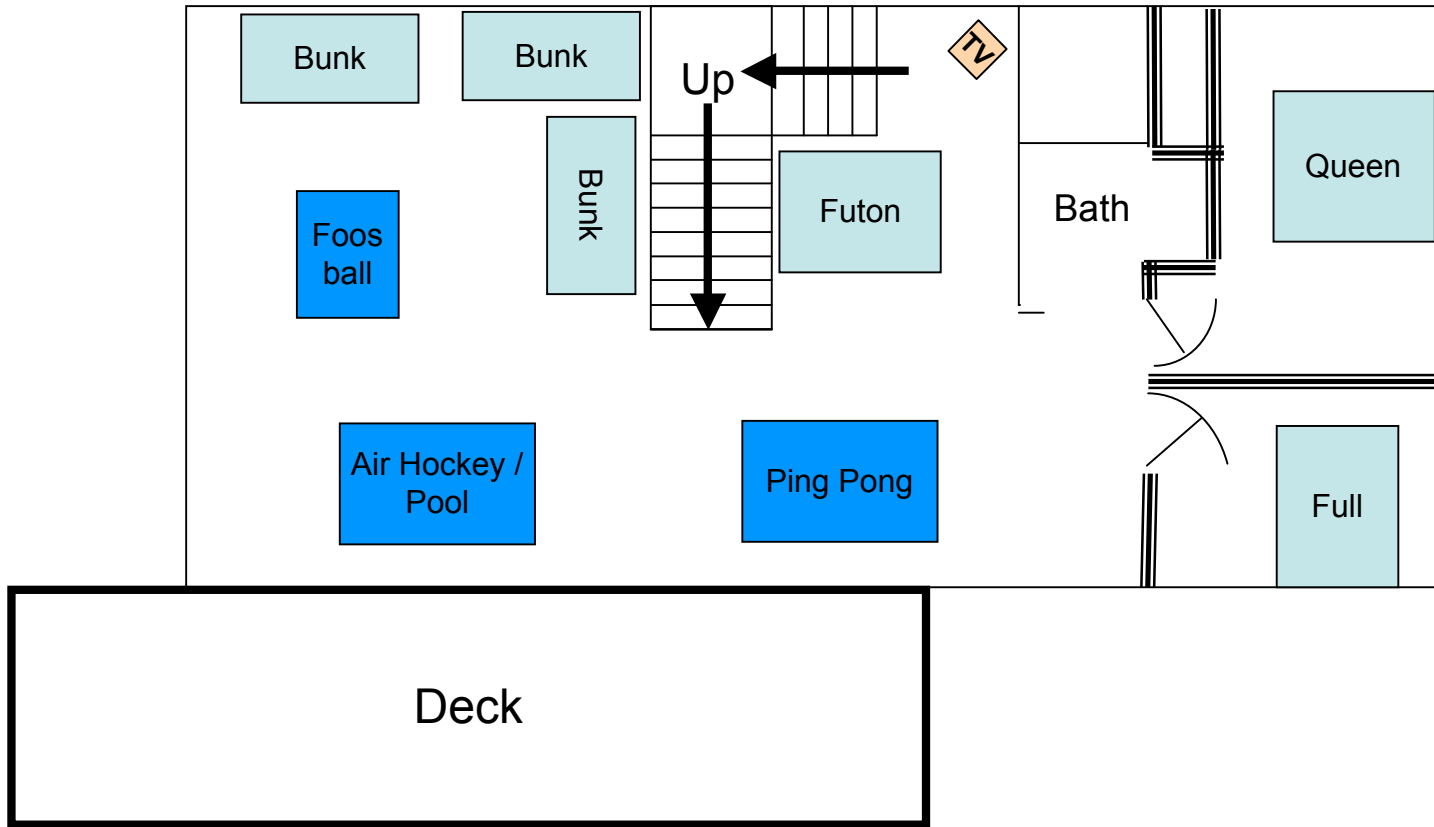 Bunk
Bunk
Up
TV
Bunk
Futon
Bath
Queen
Foos
ball
Air Hockey /
Pool
Ping Pong
Full
Deck